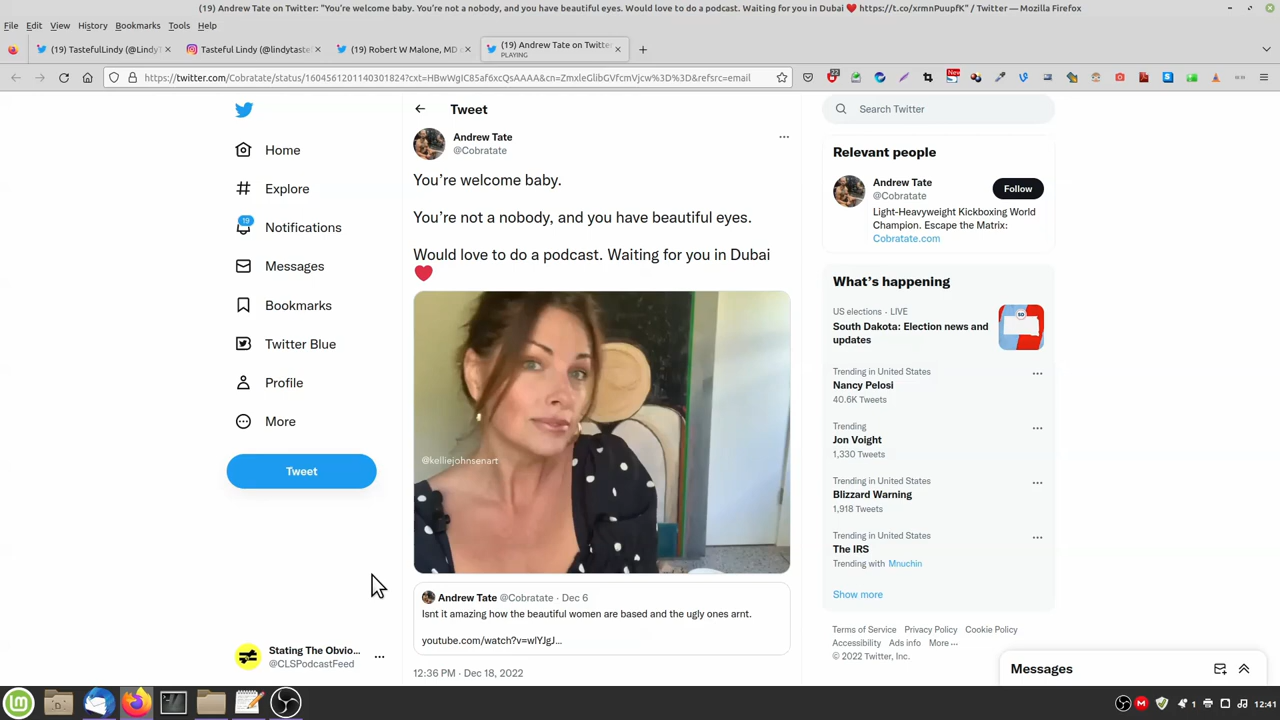 (19) Andrew Tate on Twitter: "You're welcome baby. You're not a nobody, and you have beautiful eyes. Would love to do a podcast. Waiting for you in Dubai ❤️ https://t.co/xrmnPuupfK" / Twitter — Mozilla Firefox
File Edit View History Bookmarks Tools Help
(19) TastefulLindy (@LindyT
Tasteful Lindy (@lindytaste
(19) Robert W Malone, MD
(19) Andrew Tate on Twitte
PLAYING
https://twitter.com/Cobratate/status/1604561201140301824?cxt=HBwWgIC85af6xcQsAAAA&cn=ZmxleGlibGVfcmVjcw%3D%3D&refsrc=email
22
New
Tweet
Search Twitter
Andrew Tate
@Cobratate
You're welcome baby.
You're not a nobody, and you have beautiful eyes.
Would love to do a podcast. Waiting for you in Dubai
❤️
@kelliejohnsenart
Andrew Tate @Cobratate · Dec 6
Isnt it amazing how the beautiful women are based and the ugly ones arnt.
youtube.com/watch?v=wlYJgJ...
12:36 PM · Dec 18, 2022
Home
Explore
19
Notifications
Messages
Bookmarks
Twitter Blue
Profile
More
Tweet
Stating The Obvio...
@CLSPodcastFeed
Relevant people
Andrew Tate
@Cobratate
Follow
Light-Heavyweight Kickboxing World
Champion. Escape the Matrix:
Cobratate.com
What's happening
US elections · LIVE
South Dakota: Election news and
updates
Trending in United States
Nancy Pelosi
40.6K Tweets
Trending
Jon Voight
1,330 Tweets
Trending in United States
Blizzard Warning
1,918 Tweets
Trending in United States
The IRS
Trending with Mnuchin
Show more
Terms of Service Privacy Policy Cookie Policy
Accessibility Ads info More ...
© 2022 Twitter, Inc.
Messages
1
12:41